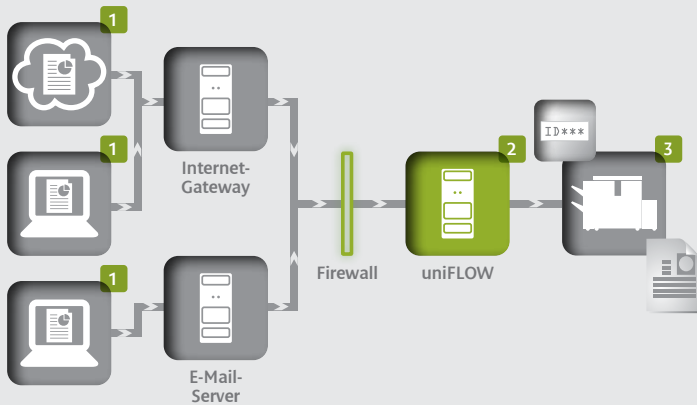 1
1
1
Internet-
Gateway
E-Mail-
Server
Firewall
2
uniFLOW
ID***
3